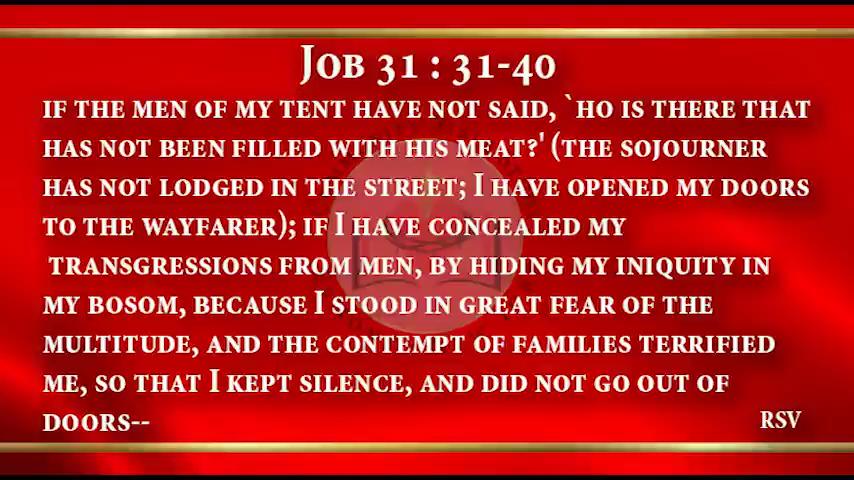 Job 31 : 31-40
if the men of my tent have not said, `ho is there that
has not been filled with his meat?' (the sojourner
has not lodged in the street; I have opened my doors
to the wayfarer); if I have concealed my
transgressions from men, by hiding my iniquity in
my bosom, because I stood in great fear of the
multitude, and the contempt of families terrified
me, so that I kept silence, and did not go out of
doors--
RSV